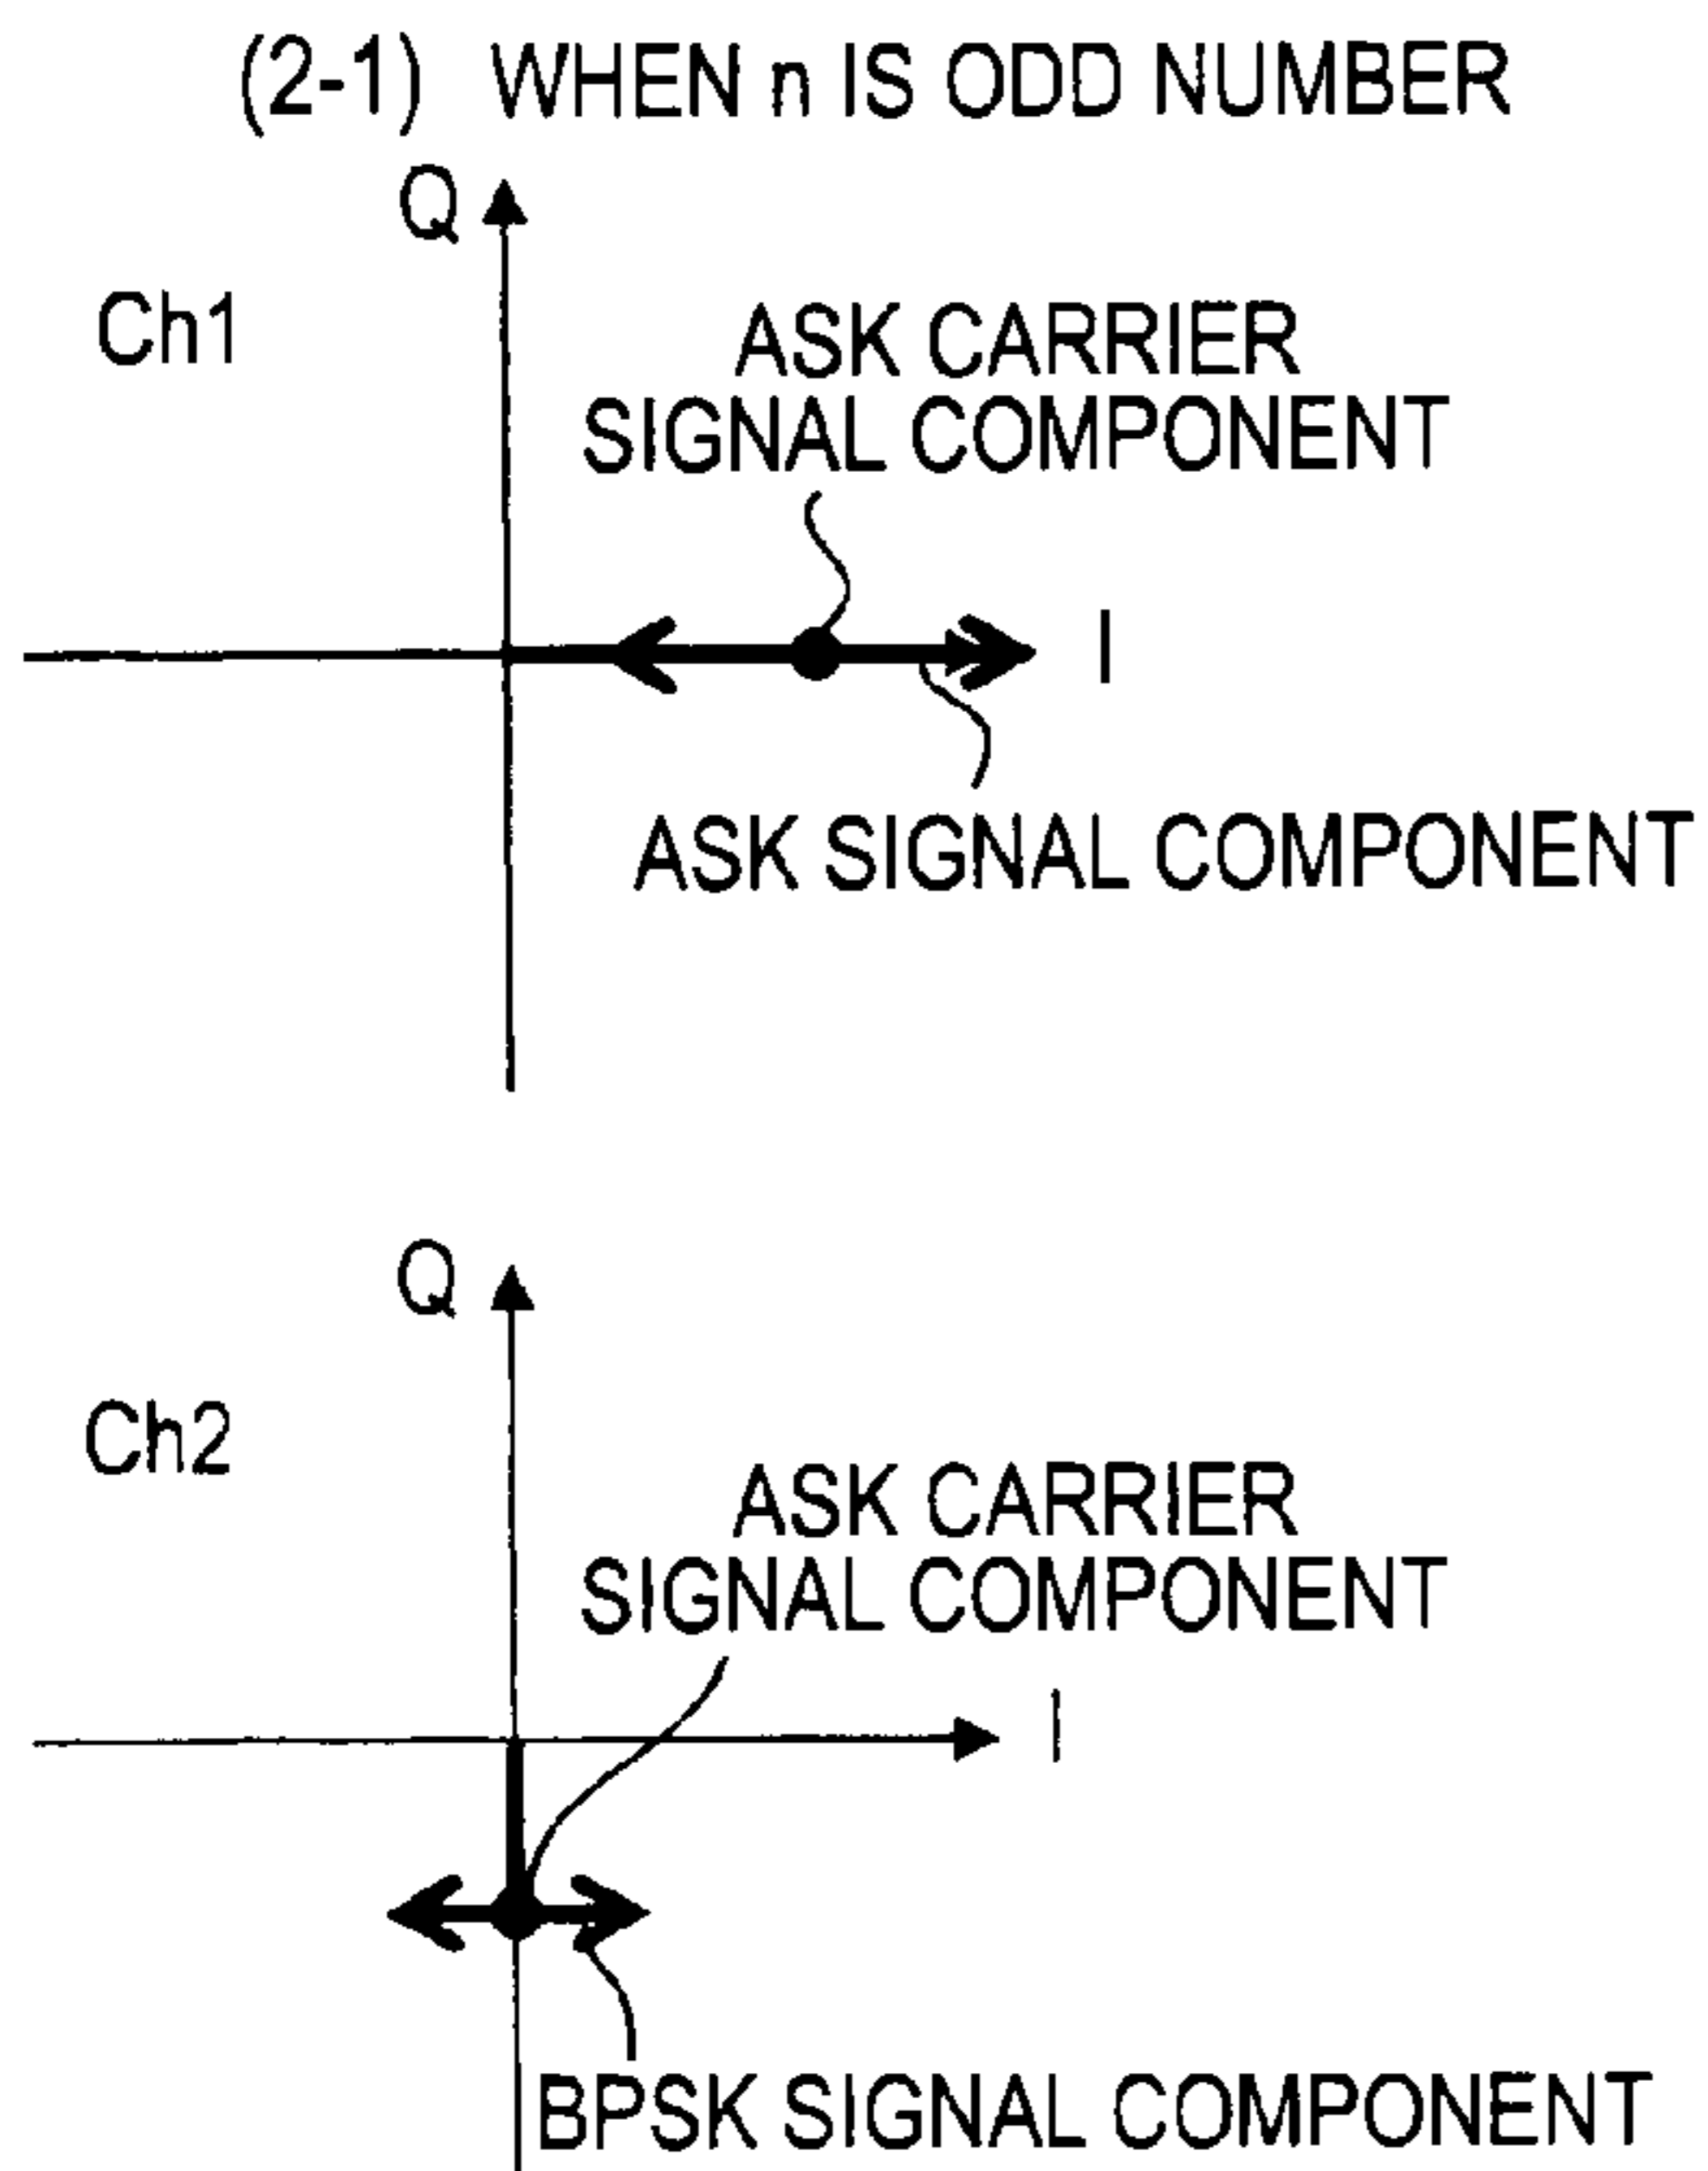 (2-1) WHEN n IS ODD NUMBER
Q
Ch1
ASK CARRIER
SIGNAL COMPONENT
I
ASK SIGNAL COMPONENT
Q
Ch2
ASK CARRIER
SIGNAL COMPONENT
I
BPSK SIGNAL COMPONENT